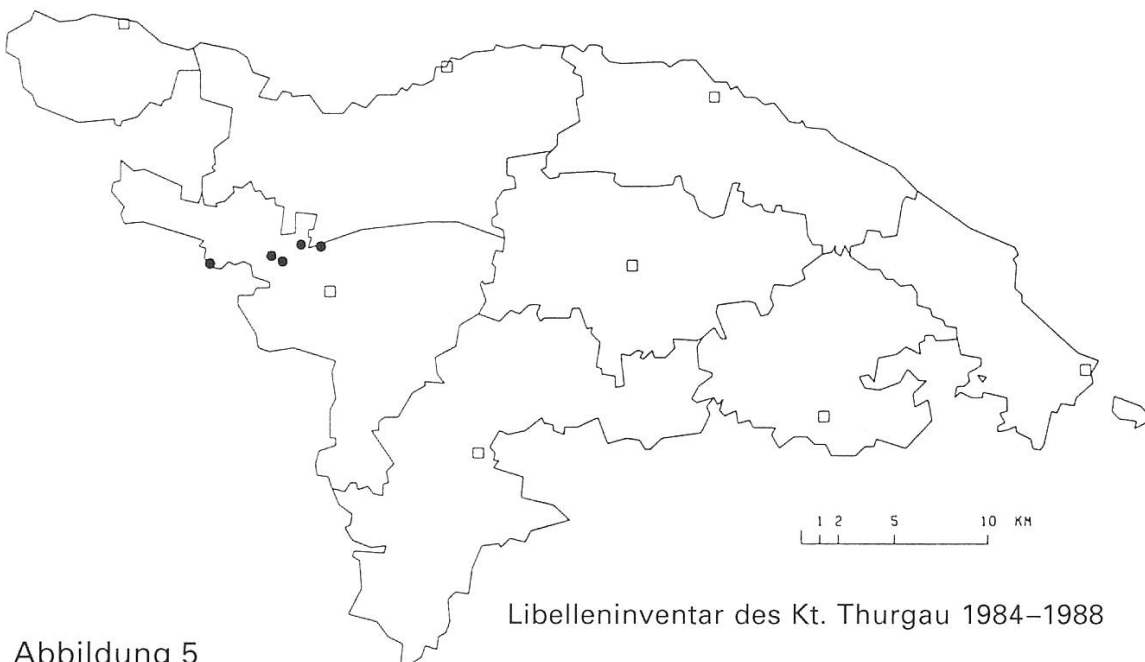 1 2 5 10 KM
Libelleninventar des Kt. Thurgau 1984–1988
Abbildung 5